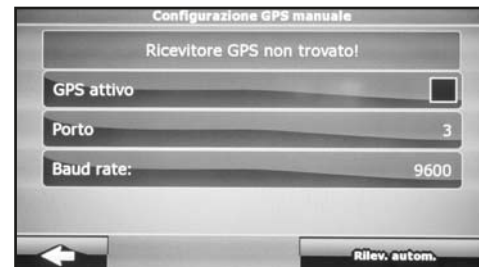 Configurazione GPS manuale
Ricevitore GPS non trovato!
GPS attivo
Porto 3
Baud rate: 9600
Rilev. autom.